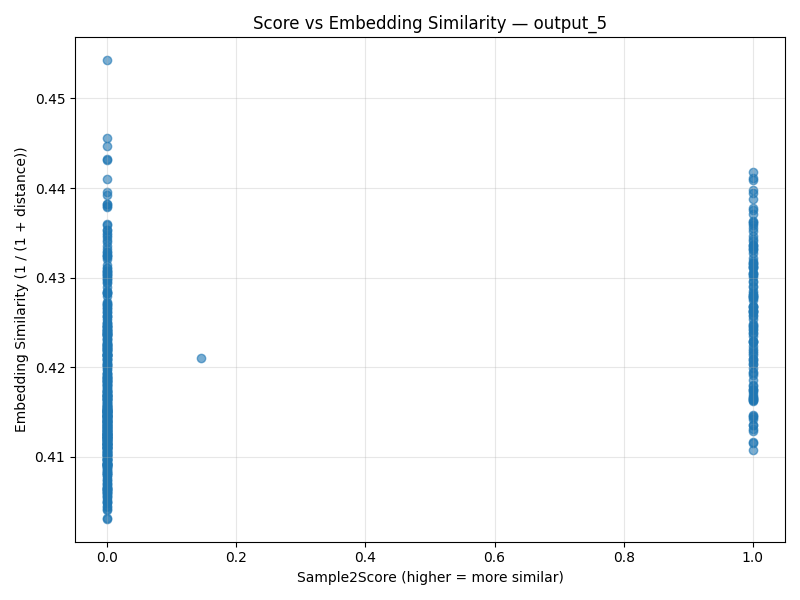 Score vs Embedding Similarity — output_5
Embedding Similarity (1 / (1 + distance))
0.45
0.44
0.43
0.42
0.41
0.0 0.2 0.4 0.6 0.8 1.0
Sample2Score (higher = more similar)